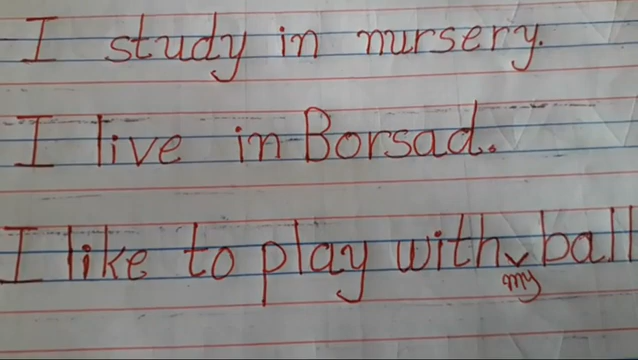 I study in nursery.
I live in Borsad.
I like to play with my ball